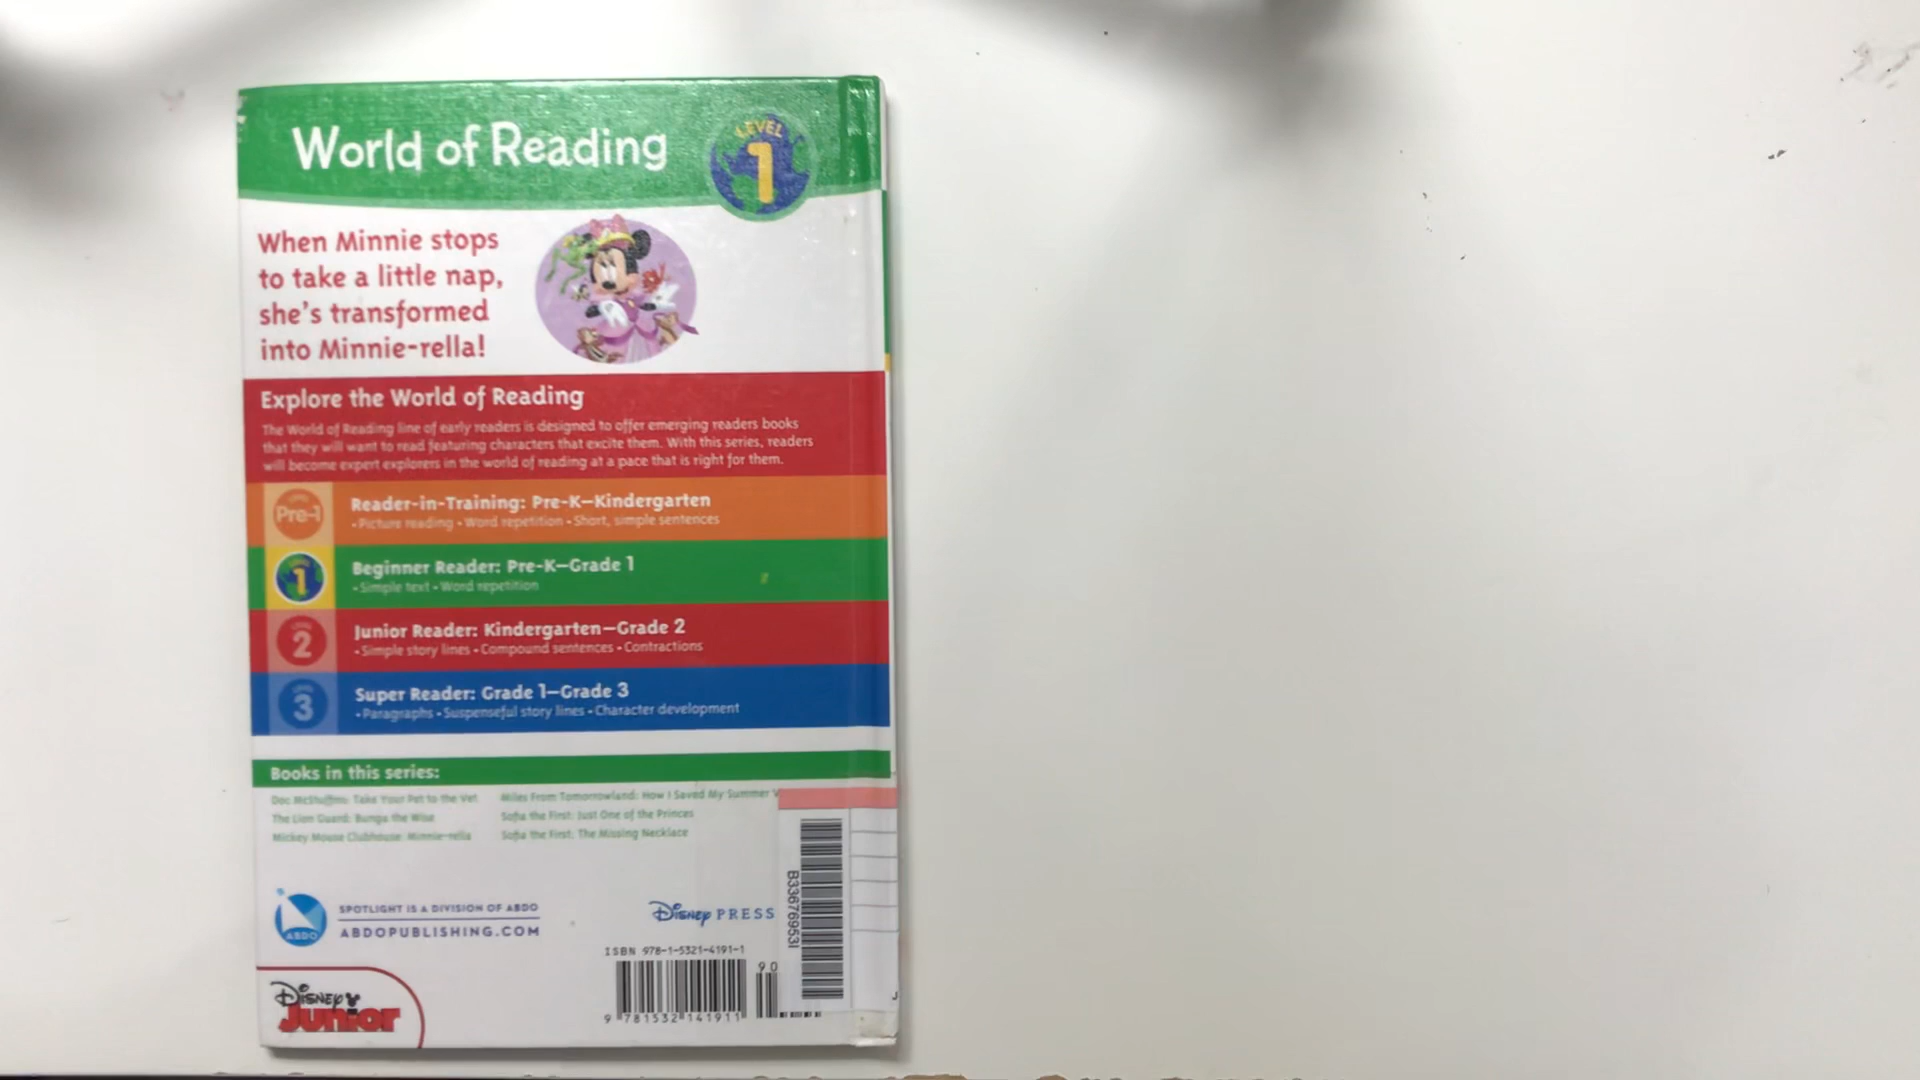 World of Reading
LEVEL
1
When Minnie stops
to take a little nap,
she's transformed
into Minnie-rella!
Explore the World of Reading
The World of Reading line of early readers is designed to offer emerging readers books
that they will want to read featuring characters that excite them. With this series, readers
will become expert explorers in the world of reading at a pace that is right for them.
LEVEL
Pre-1
Reader-in-Training: Pre-K—Kindergarten
• Picture reading • Word repetition • Short, simple sentences
1
Beginner Reader: Pre-K—Grade 1
• Simple text • Word repetition
LEVEL
2
Junior Reader: Kindergarten—Grade 2
• Simple story lines • Compound sentences • Contractions
LEVEL
3
Super Reader: Grade 1—Grade 3
• Paragraphs • Suspenseful story lines • Character development
Books in this series:
Doc McStuffins: Take Your Pet to the Vet
The Lion Guard: Bunga the Wise
Mickey Mouse Clubhouse: Minnie-rella
Miles From Tomorrowland: How I Saved My Summer V
Sofia the First: Just One of the Princes
Sofia the First: The Missing Necklace
ABDO
SPOTLIGHT IS A DIVISION OF ABDO
ABDOPUBLISHING.COM
Disney PRESS
ISBN 978-1-5321-4191-1
90
9 781532 141911
B33676953I
Disney
Junior